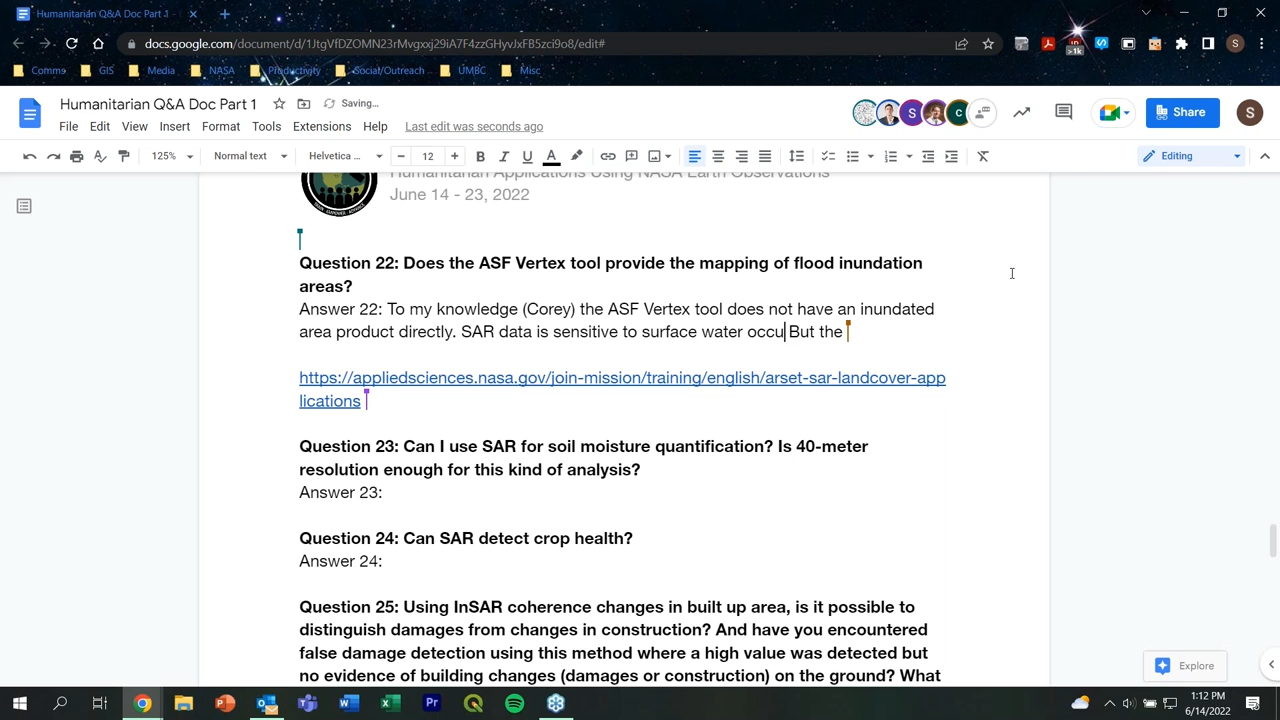 Humanitarian Q&A Doc Part 1
docs.google.com/document/d/1JtgVfDZOMN23rMvgxxj29iA7F4zzGHyvJxFB5zci9o8/edit#
>1k
S
Comms GIS Media NASA Productivity Social/Outreach UMBC Misc
Humanitarian Q&A Doc Part 1 Saving...
S C Share S
File Edit View Insert Format Tools Extensions Help Last edit was seconds ago
125% Normal text Helvetica ... 12 B I U A Editing
Humanitarian Applications Using NASA Earth Observations
June 14 - 23, 2022
Question 22: Does the ASF Vertex tool provide the mapping of flood inundation
areas?
Answer 22: To my knowledge (Corey) the ASF Vertex tool does not have an inundated
area product directly. SAR data is sensitive to surface water occu But the
https://appliedsciences.nasa.gov/join-mission/training/english/arset-sar-landcover-app
lications
Question 23: Can I use SAR for soil moisture quantification? Is 40-meter
resolution enough for this kind of analysis?
Answer 23:
Question 24: Can SAR detect crop health?
Answer 24:
Question 25: Using InSAR coherence changes in built up area, is it possible to
distinguish damages from changes in construction? And have you encountered
false damage detection using this method where a high value was detected but
no evidence of building changes (damages or construction) on the ground? What
Explore
1:12 PM
6/14/2022